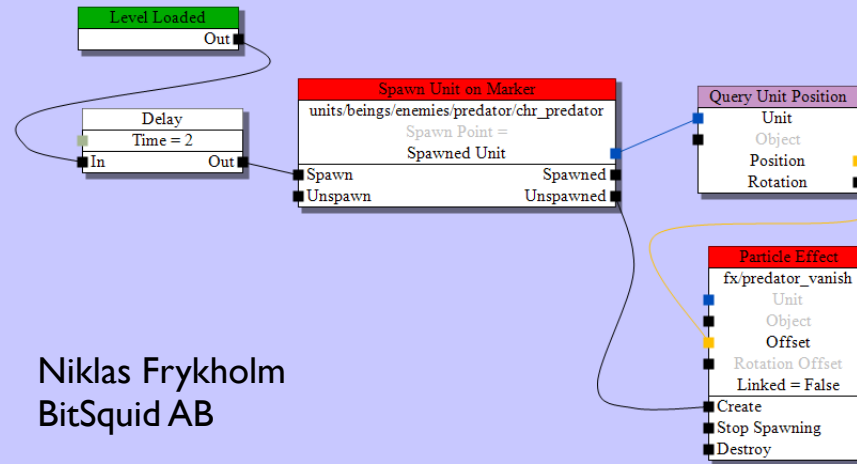 Level Loaded
Out
Delay
Time = 2
In Out
Spawn Unit on Marker
units/beings/enemies/predator/chr_predator
Spawn Point =
Spawned Unit
Spawn Spawned
Unspawn Unspawned
Query Unit Position
Unit
Object
Position
Rotation
Particle Effect
fx/predator_vanish
Unit
Object
Offset
Rotation Offset
Linked = False
Create
Stop Spawning
Destroy
Niklas Frykholm
BitSquid AB